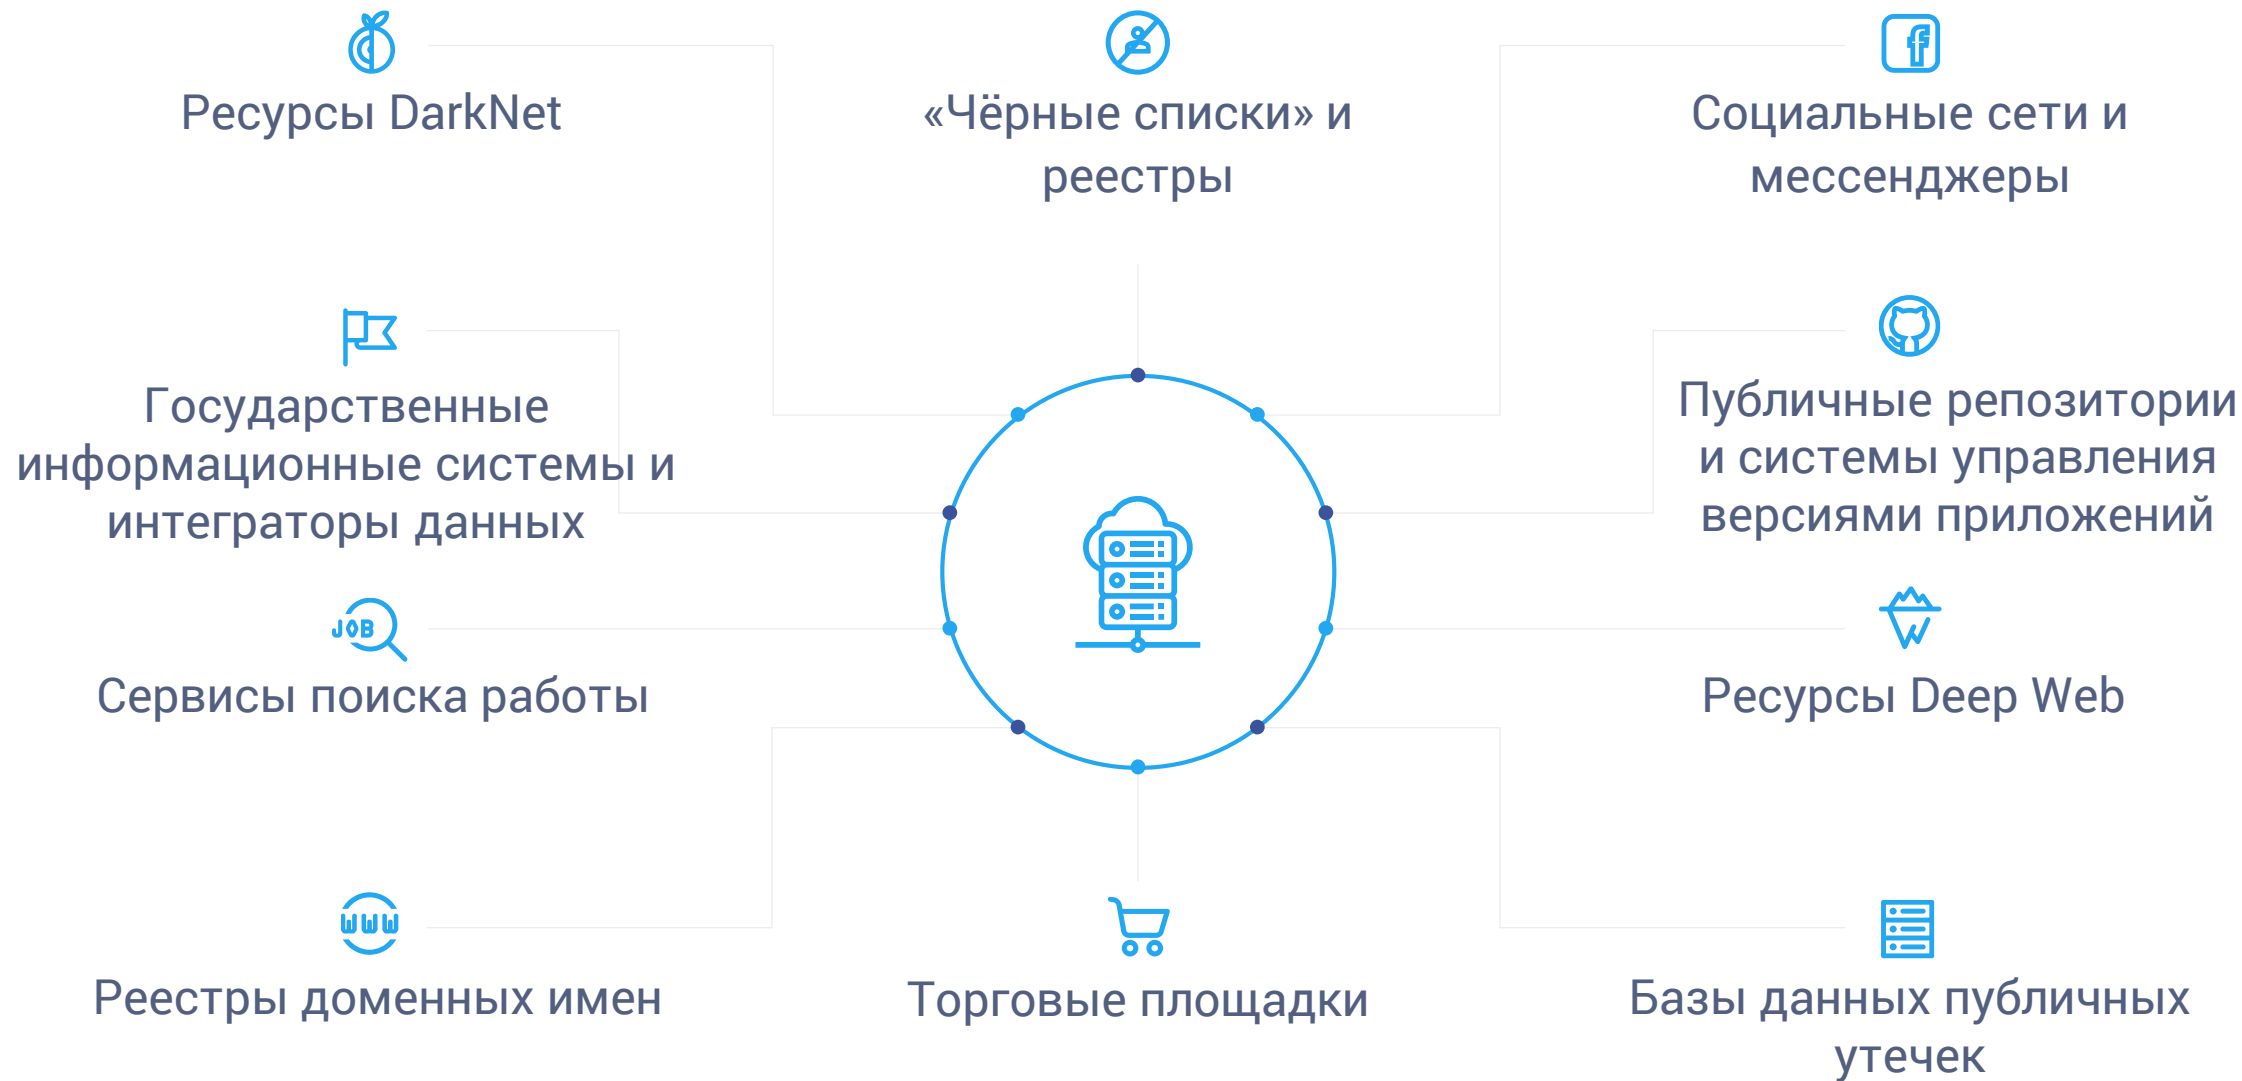 Ресурсы DarkNet
«Чёрные списки» и
реестры
Социальные сети и
мессенджеры
Государственные
информационные системы и
интеграторы данных
Публичные репозитории
и системы управления
версиями приложений
JOB
Сервисы поиска работы
Ресурсы Deep Web
www
Реестры доменных имен
Торговые площадки
Базы данных публичных
утечек